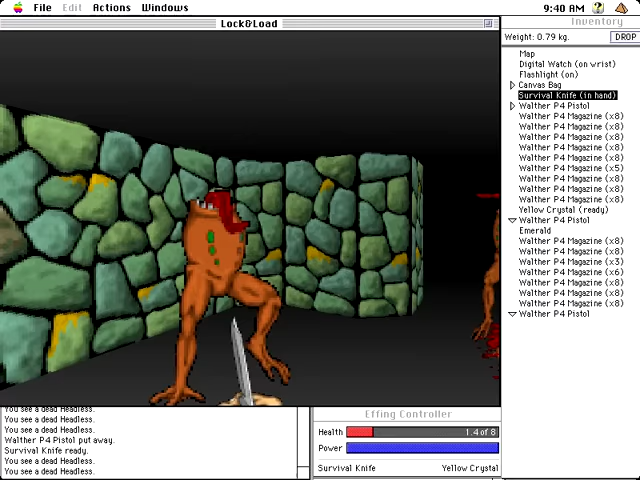 File Edit Actions Windows 9:40 AM
Lock&Load
Inventory
Weight: 0.79 kg. DROP
Map
Digital Watch (on wrist)
Flashlight (on)
Canvas Bag
Survival Knife (in hand)
Walther P4 Pistol
Walther P4 Magazine (x8)
Walther P4 Magazine (x8)
Walther P4 Magazine (x8)
Walther P4 Magazine (x8)
Walther P4 Magazine (x8)
Walther P4 Magazine (x5)
Walther P4 Magazine (x8)
Walther P4 Magazine (x8)
Walther P4 Magazine (x8)
Yellow Crystal (ready)
Walther P4 Pistol
Emerald
Walther P4 Magazine (x8)
Walther P4 Magazine (x8)
Walther P4 Magazine (x3)
Walther P4 Magazine (x6)
Walther P4 Magazine (x8)
Walther P4 Magazine (x8)
Walther P4 Magazine (x8)
Walther P4 Pistol
You see a dead Headless.
You see a dead Headless.
You see a dead Headless.
Walther P4 Pistol put away.
Survival Knife ready.
You see a dead Headless.
You see a dead Headless.
Effing Controller
Health 1.4 of 8
Power
Survival Knife Yellow Crystal